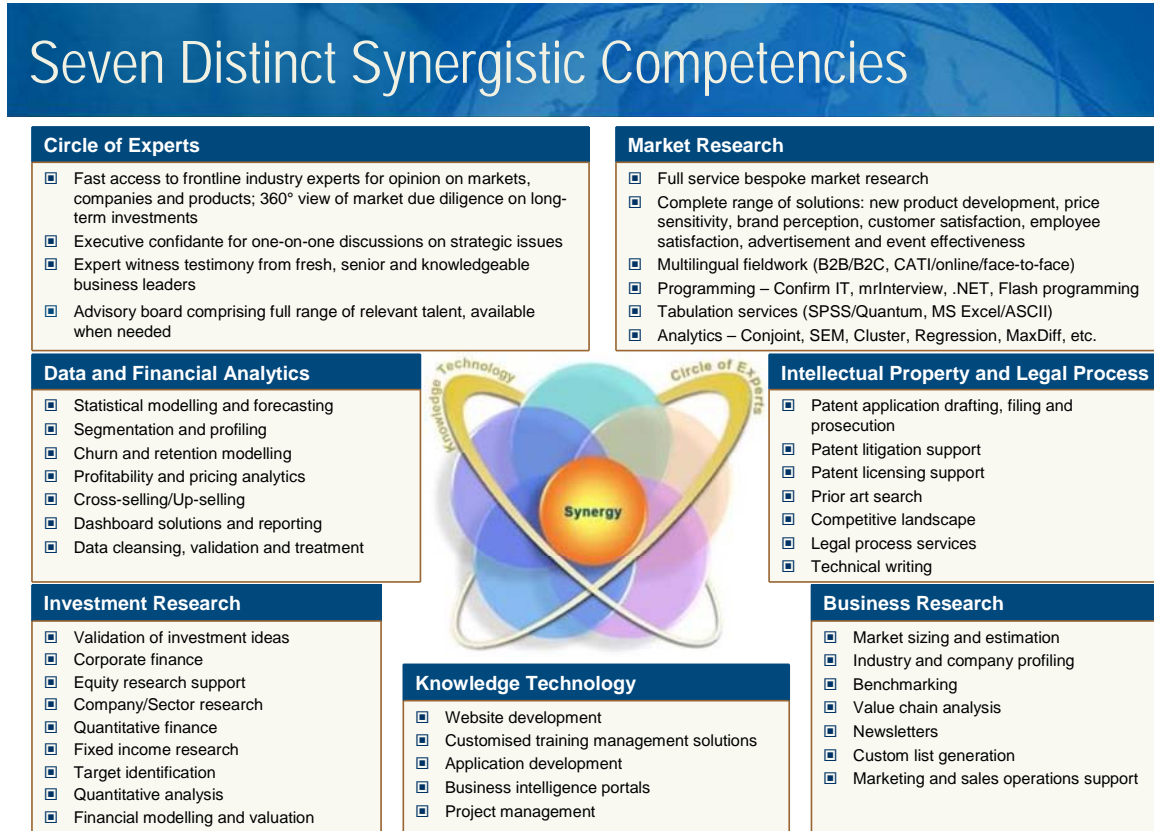 Seven Distinct Synergistic Competencies
Circle of Experts
Fast access to frontline industry experts for opinion on markets,
companies and products; 360° view of market due diligence on long-
term investments
Executive confidante for one-on-one discussions on strategic issues
Expert witness testimony from fresh, senior and knowledgeable
business leaders
Advisory board comprising full range of relevant talent, available
when needed
Market Research
Full service bespoke market research
Complete range of solutions: new product development, price
sensitivity, brand perception, customer satisfaction, employee
satisfaction, advertisement and event effectiveness
Multilingual fieldwork (B2B/B2C, CATI/online/face-to-face)
Programming – Confirm IT, mrInterview, .NET, Flash programming
Tabulation services (SPSS/Quantum, MS Excel/ASCII)
Analytics – Conjoint, SEM, Cluster, Regression, MaxDiff, etc.
Data and Financial Analytics
Statistical modelling and forecasting
Segmentation and profiling
Churn and retention modelling
Profitability and pricing analytics
Cross-selling/Up-selling
Dashboard solutions and reporting
Data cleansing, validation and treatment
Knowledge Technology
Circle of Experts
Synergy
Intellectual Property and Legal Process
Patent application drafting, filing and
prosecution
Patent litigation support
Patent licensing support
Prior art search
Competitive landscape
Legal process services
Technical writing
Investment Research
Validation of investment ideas
Corporate finance
Equity research support
Company/Sector research
Quantitative finance
Fixed income research
Target identification
Quantitative analysis
Financial modelling and valuation
Knowledge Technology
Website development
Customised training management solutions
Application development
Business intelligence portals
Project management
Business Research
Market sizing and estimation
Industry and company profiling
Benchmarking
Value chain analysis
Newsletters
Custom list generation
Marketing and sales operations support